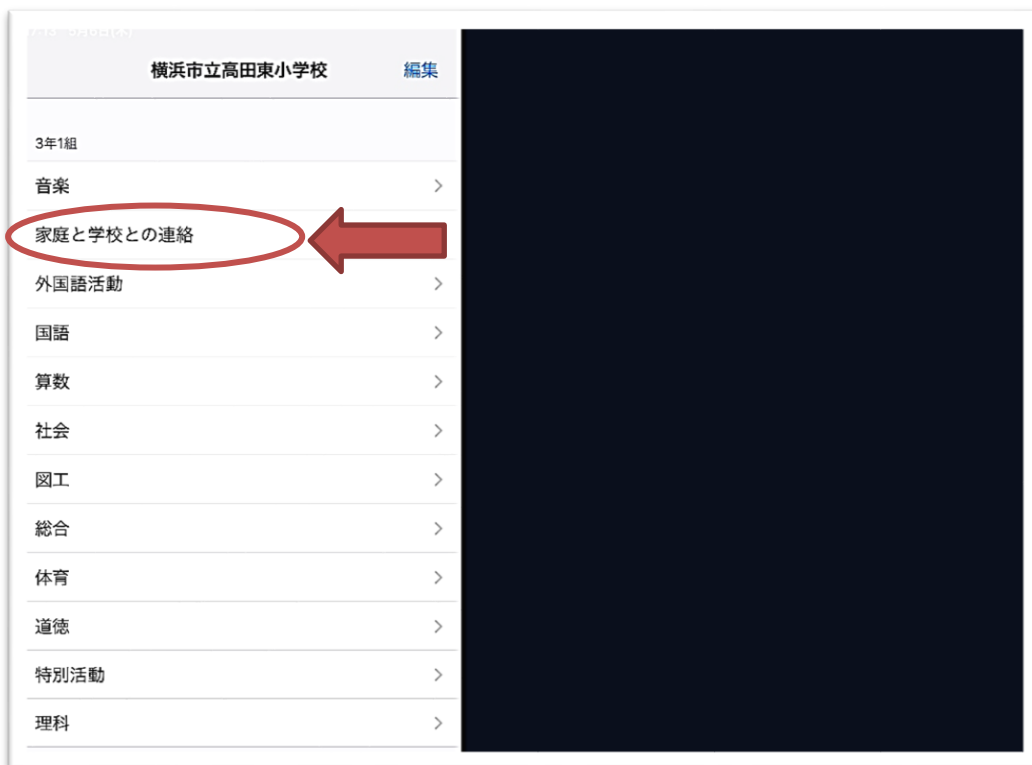 横浜市立高田東小学校 編集
3年1組
音楽
家庭と学校との連絡
外国語活動
国語
算数
社会
図工
総合
体育
道徳
特別活動
理科